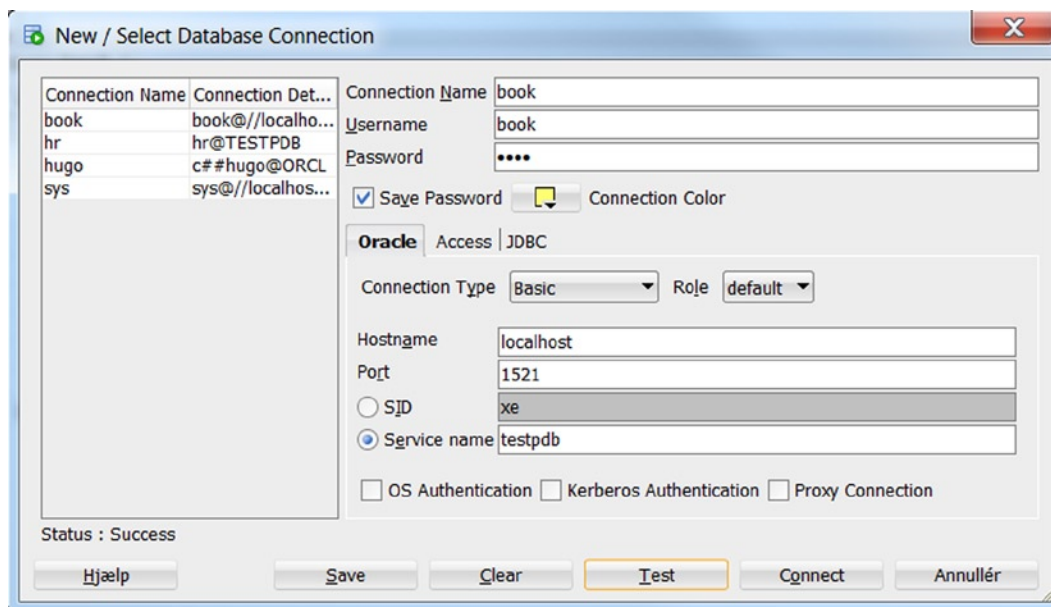 New / Select Database Connection
Connection Name Connection Det...
book book@//localho...
hr hr@TESTPDB
hugo c##hugo@ORCL
sys sys@//localhos...
Connection Name book
Username book
Password ••••
Save Password Connection Color
Oracle Access JDBC
Connection Type Basic Role default
Hostname localhost
Port 1521
SID xe
Service name testpdb
OS Authentication Kerberos Authentication Proxy Connection
Status : Success
Hjælp Save Clear Test Connect Annullér